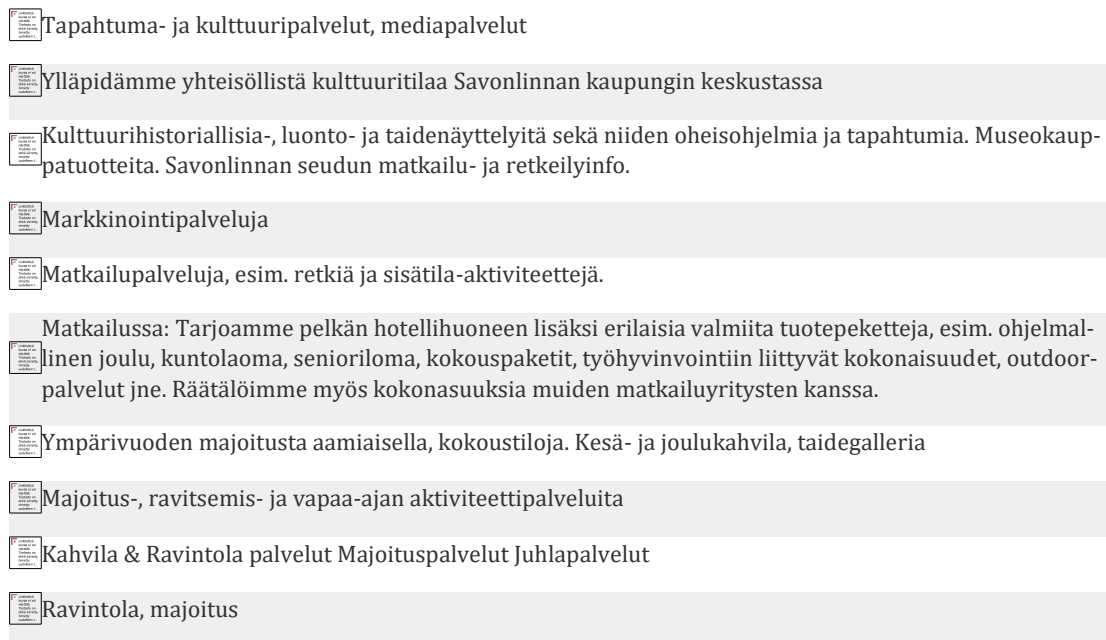 Tapahtuma- ja kulttuuripalvelut, mediapalvelut
Ylläpidämme yhteisöllistä kulttuuritilaa Savonlinnan kaupungin keskustassa
Kulttuurihistoriallisia-, luonto- ja taidenäyttelyitä sekä niiden oheisohjelmia ja tapahtumia. Museokaup-
patuotteita. Savonlinnan seudun matkailu- ja retkeilyinfo.
Markkinointipalveluja
Matkailupalveluja, esim. retkiä ja sisätila-aktiviteettejä.
Matkailussa: Tarjoamme pelkän hotellihuoneen lisäksi erilaisia valmiita tuotepeketteja, esim. ohjelmal-
linen joulu, kuntolaoma, senioriloma, kokouspaketit, työhyvinvointiin liittyvät kokonaisuudet, outdoor-
palvelut jne. Räätälöimme myös kokonasuuksia muiden matkailuyritysten kanssa.
Ympärivuoden majoitusta aamiaisella, kokoustiloja. Kesä- ja joulukahvila, taidegalleria
Majoitus-, ravitsemis- ja vapaa-ajan aktiviteettipalveluita
Kahvila & Ravintola palvelut Majoituspalvelut Juhlapalvelut
Ravintola, majoitus